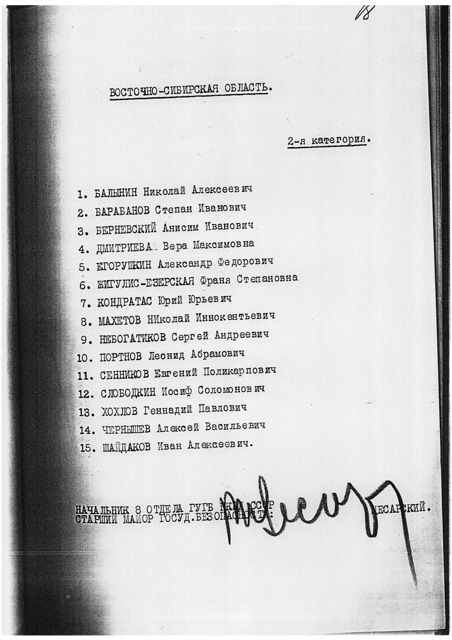 18
ВОСТОЧНО-СИБИРСКАЯ ОБЛАСТЬ.
2-я категория.
1. БАЛЫНИН Николай Алексеевич
2. БАРАБАНОВ Степан Иванович
3. БЕРНЕВСКИЙ Анисим Иванович
4. ДМИТРИЕВА Вера Максимовна
5. ЕГОРУШКИН Александр Федорович
6. ЖИГУЛИС-ЕЗЕРСКАЯ Франя Степановна
7. КОНДРАТАС Юрий Юрьевич
8. МАХЕТОВ НИколай Иннокентьевич
9. НЕБОГАТИКОВ Сергей Андреевич
10. ПОРТНОВ Леонид Абрамович
11. СЕННИКОВ Евгений Поликарпович
12. СЛОБОДКИН Иосиф Соломонович
13. ХОХЛОВ Геннадий Павлович
14. ЧЕРНЫШЕВ Алексей Васильевич
15. ШАЙДАКОВ Иван Алексеевич.
НАЧАЛЬНИК 8 ОТДЕЛА ГУГБ НКВД СССР
СТАРШИЙ МАЙОР ГОСУД.БЕЗОПАСНОСТИ: ЦЕСАРСКИЙ.